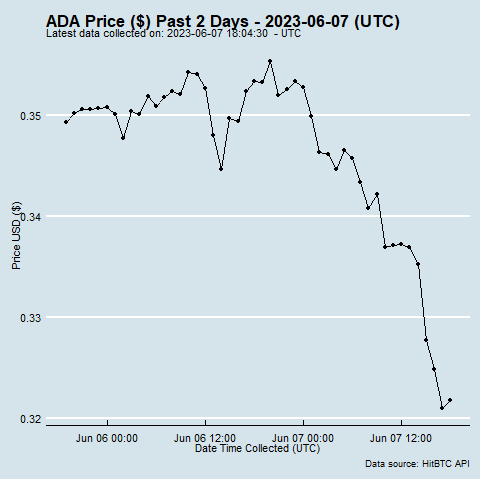 ADA Price ($) Past 2 Days - 2023-06-07 (UTC)
Latest data collected on: 2023-06-07 18:04:30 - UTC
0.35
0.34
Price USD ($)
0.33
0.32
Jun 06 00:00 Jun 06 12:00 Jun 07 00:00 Jun 07 12:00
Date Time Collected (UTC)
Data source: HitBTC API